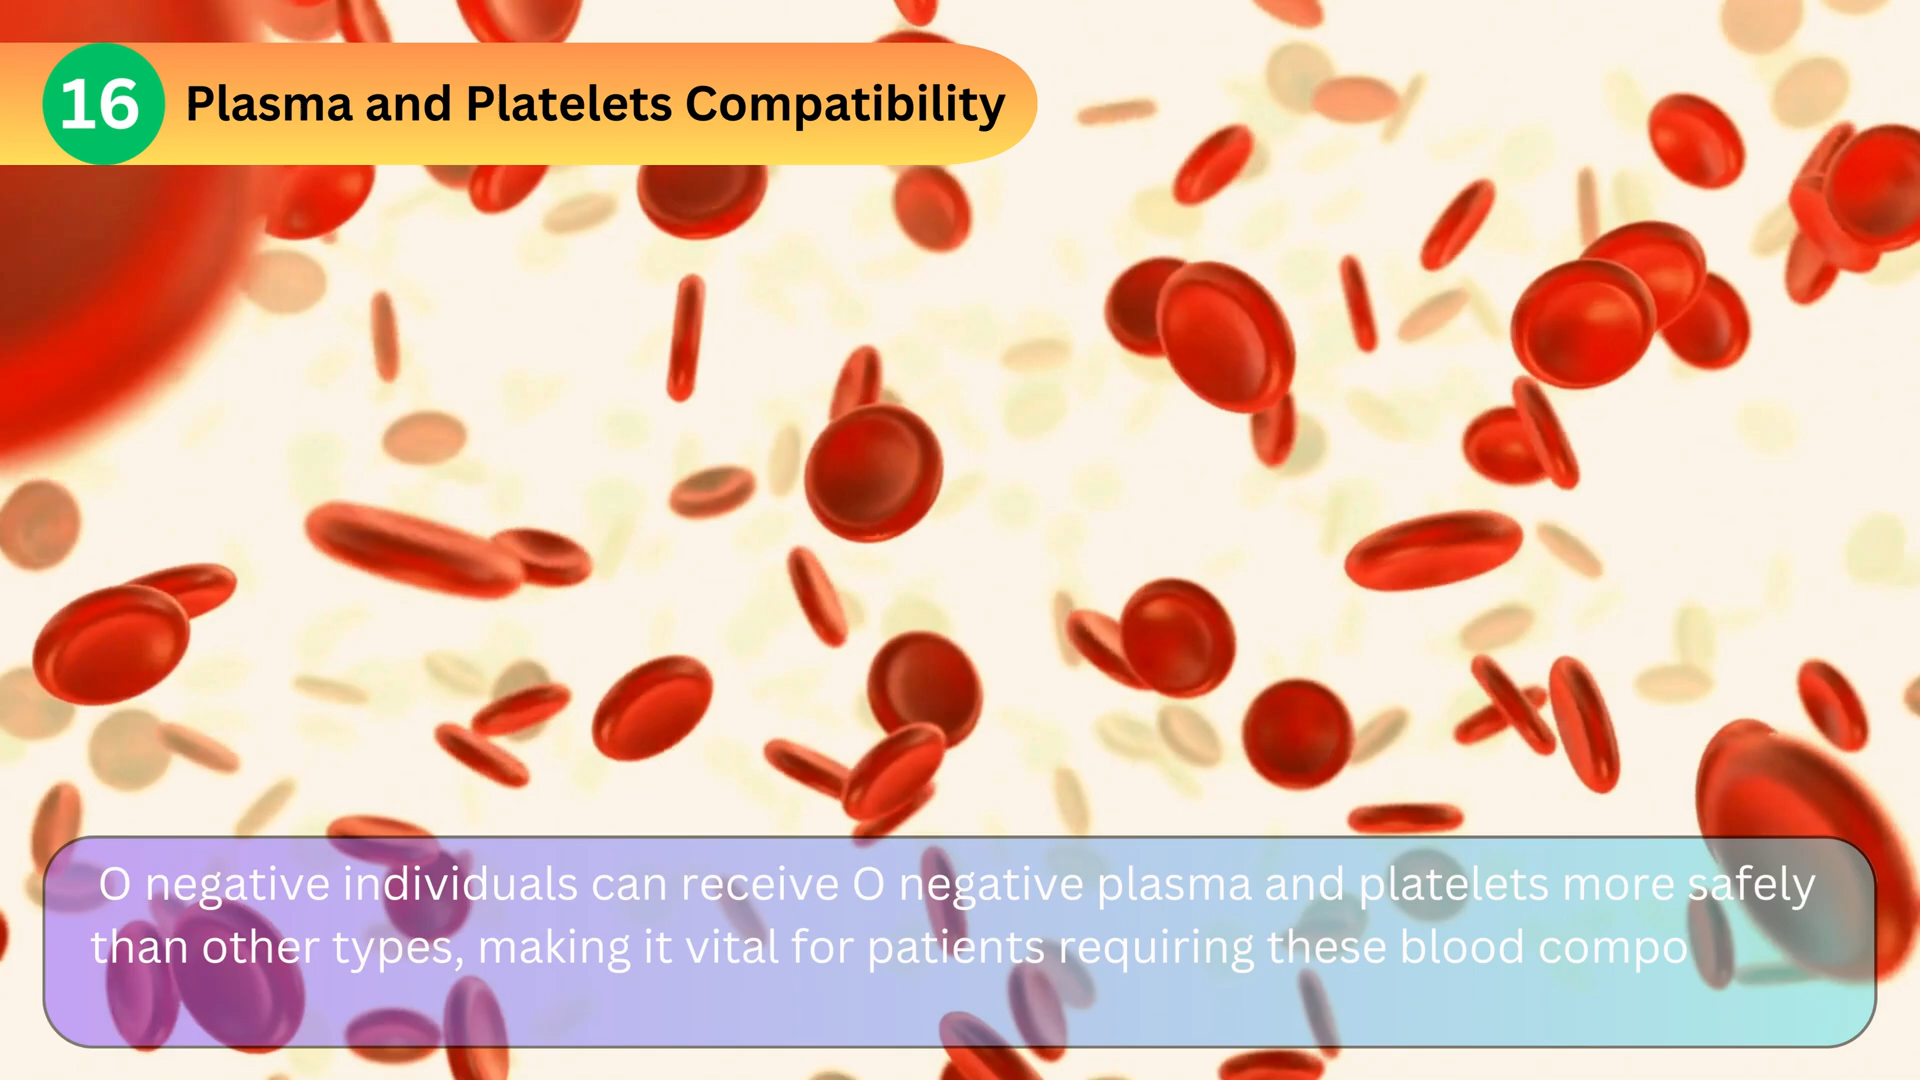 16 Plasma and Platelets Compatibility
O negative individuals can receive O negative plasma and platelets more safely
than other types, making it vital for patients requiring these blood compo